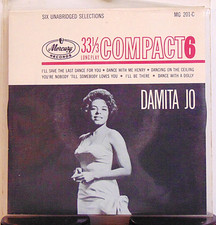 SIX UNABRIDGED SELECTIONS MG 201-C
Mercury RECORDS 33⅓ LONG PLAY COMPACT 6
I'LL SAVE THE LAST DANCE FOR YOU • DANCE WITH ME HENRY • DANCING ON THE CEILING
YOU'RE NOBODY 'TILL SOMEBODY LOVES YOU • I'LL BE THERE • DANCE WITH A DOLLY
DAMITA JO